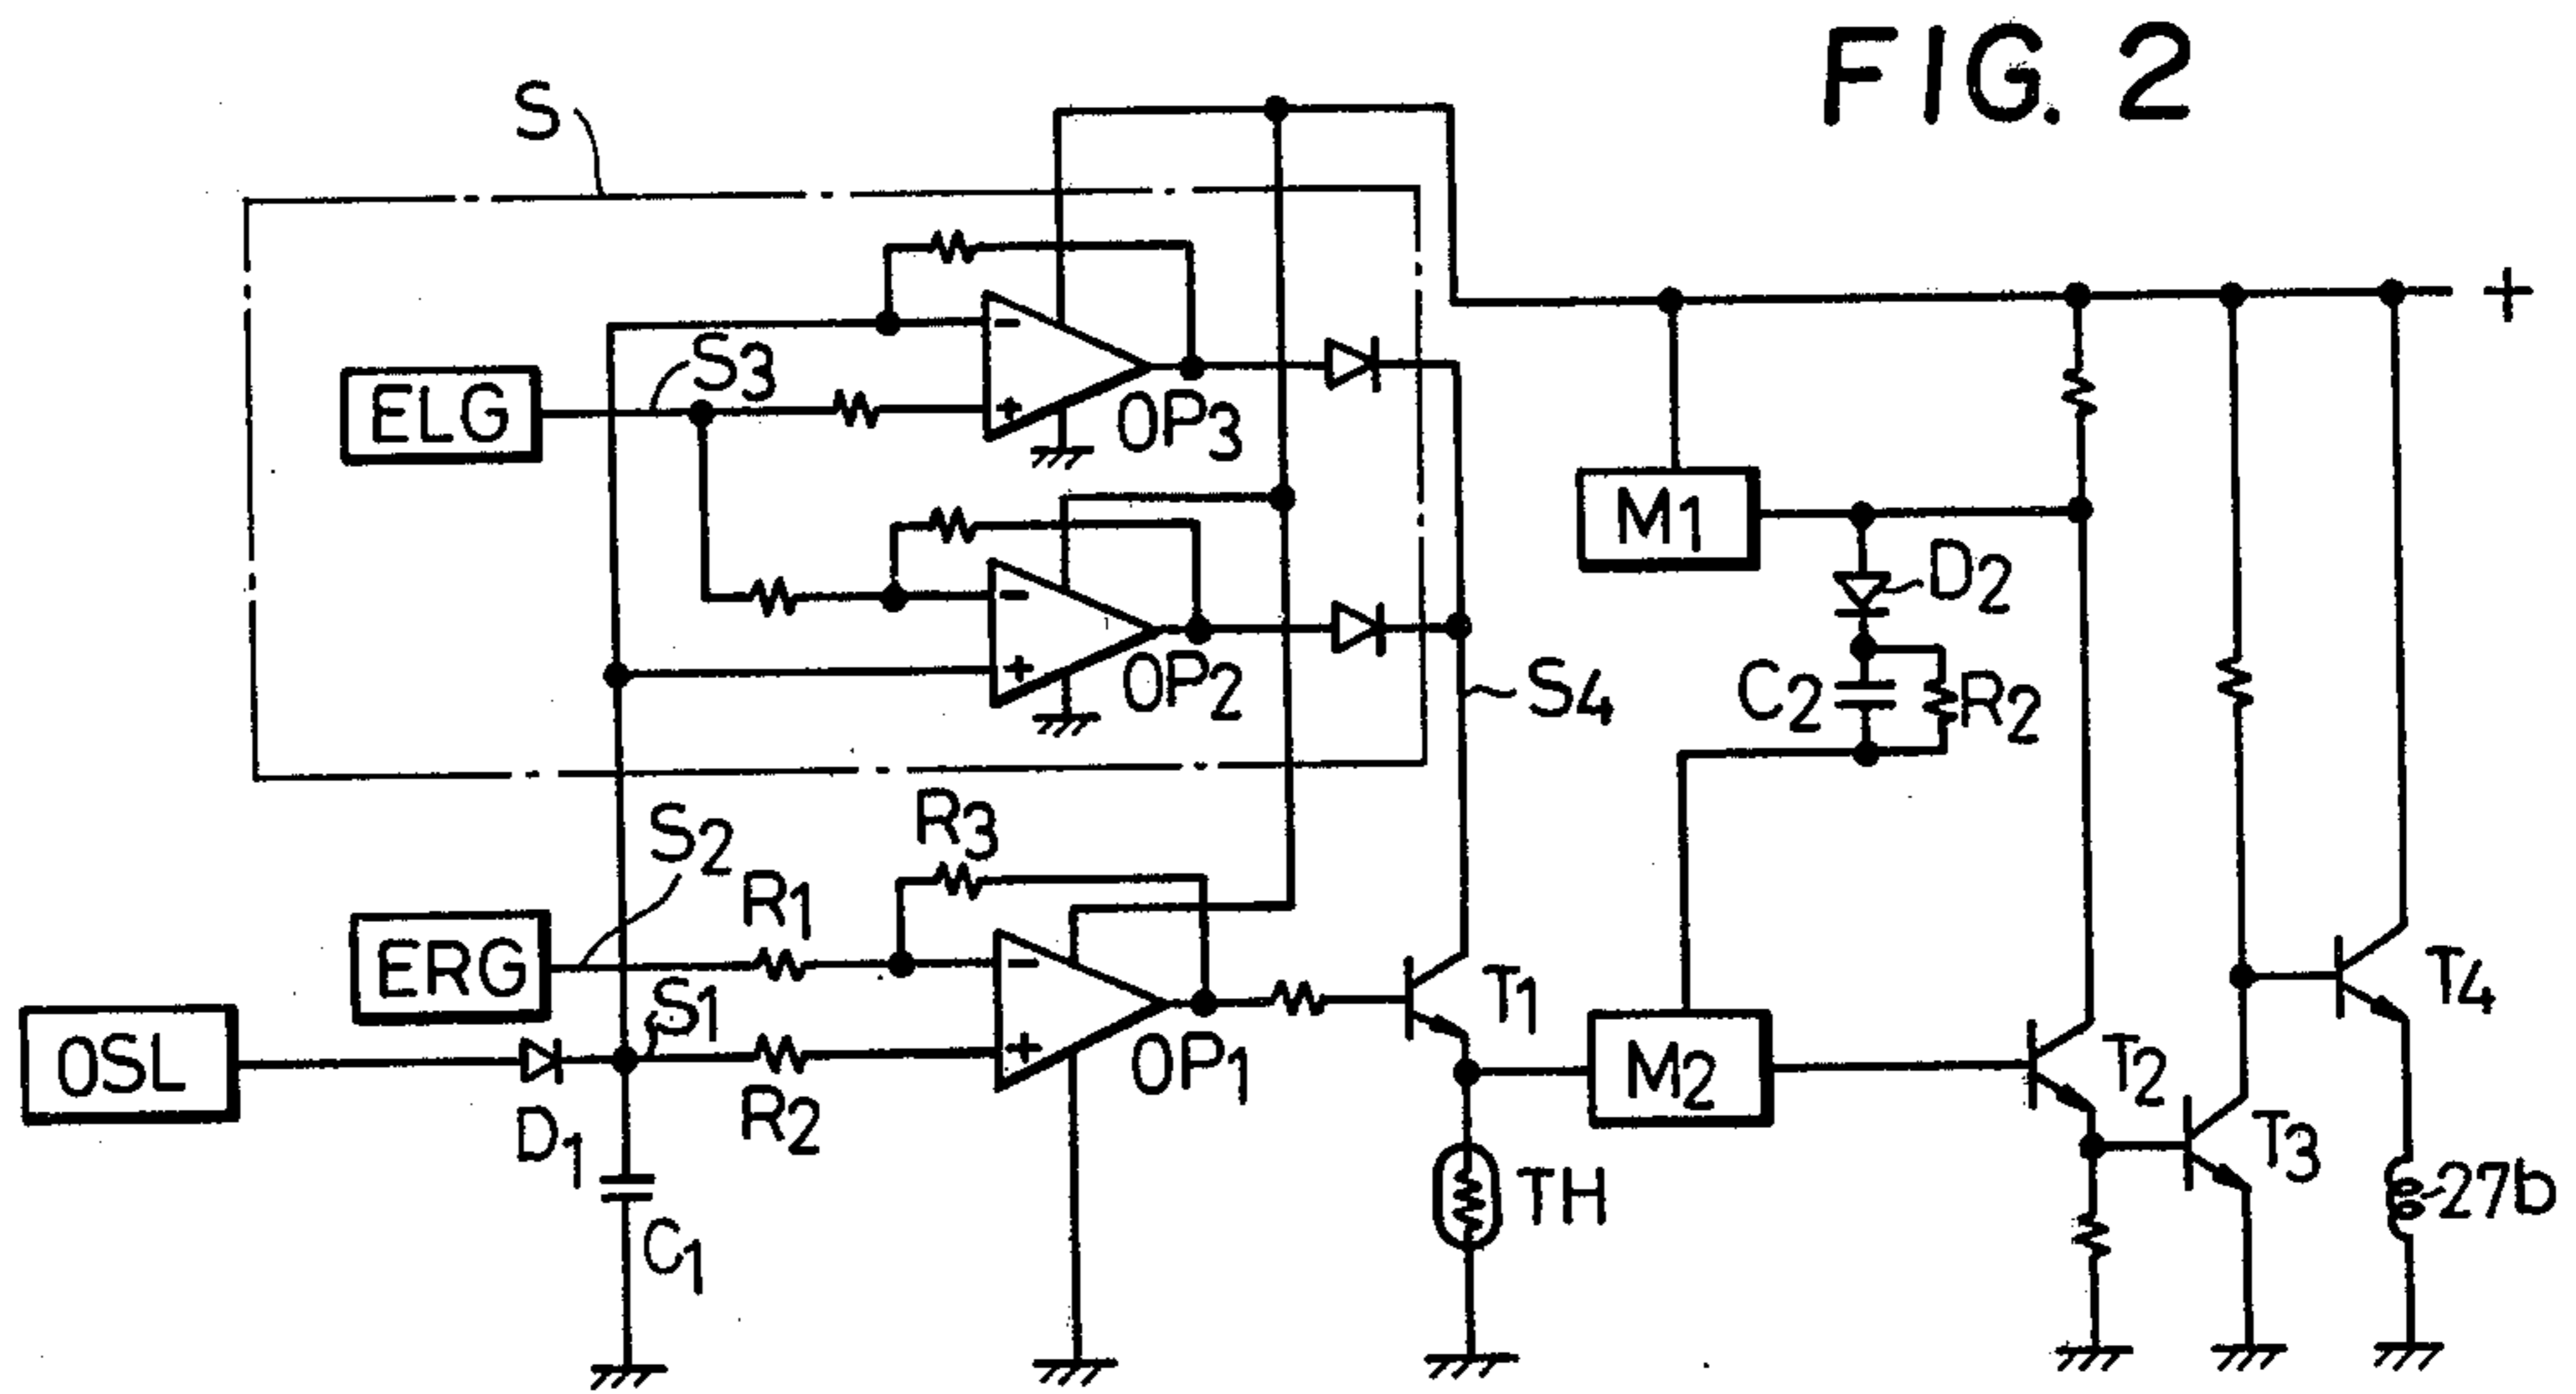 FIG. 2
S
+
S3
ELG
OP3
M1
D2
OP2
S4
C2
R2
S2
R3
R1
ERG
S1
OSL
OP1
T1
T4
M2
T2
R2
D1
T3
TH
27b
C1
- 
+
-
+
-
+